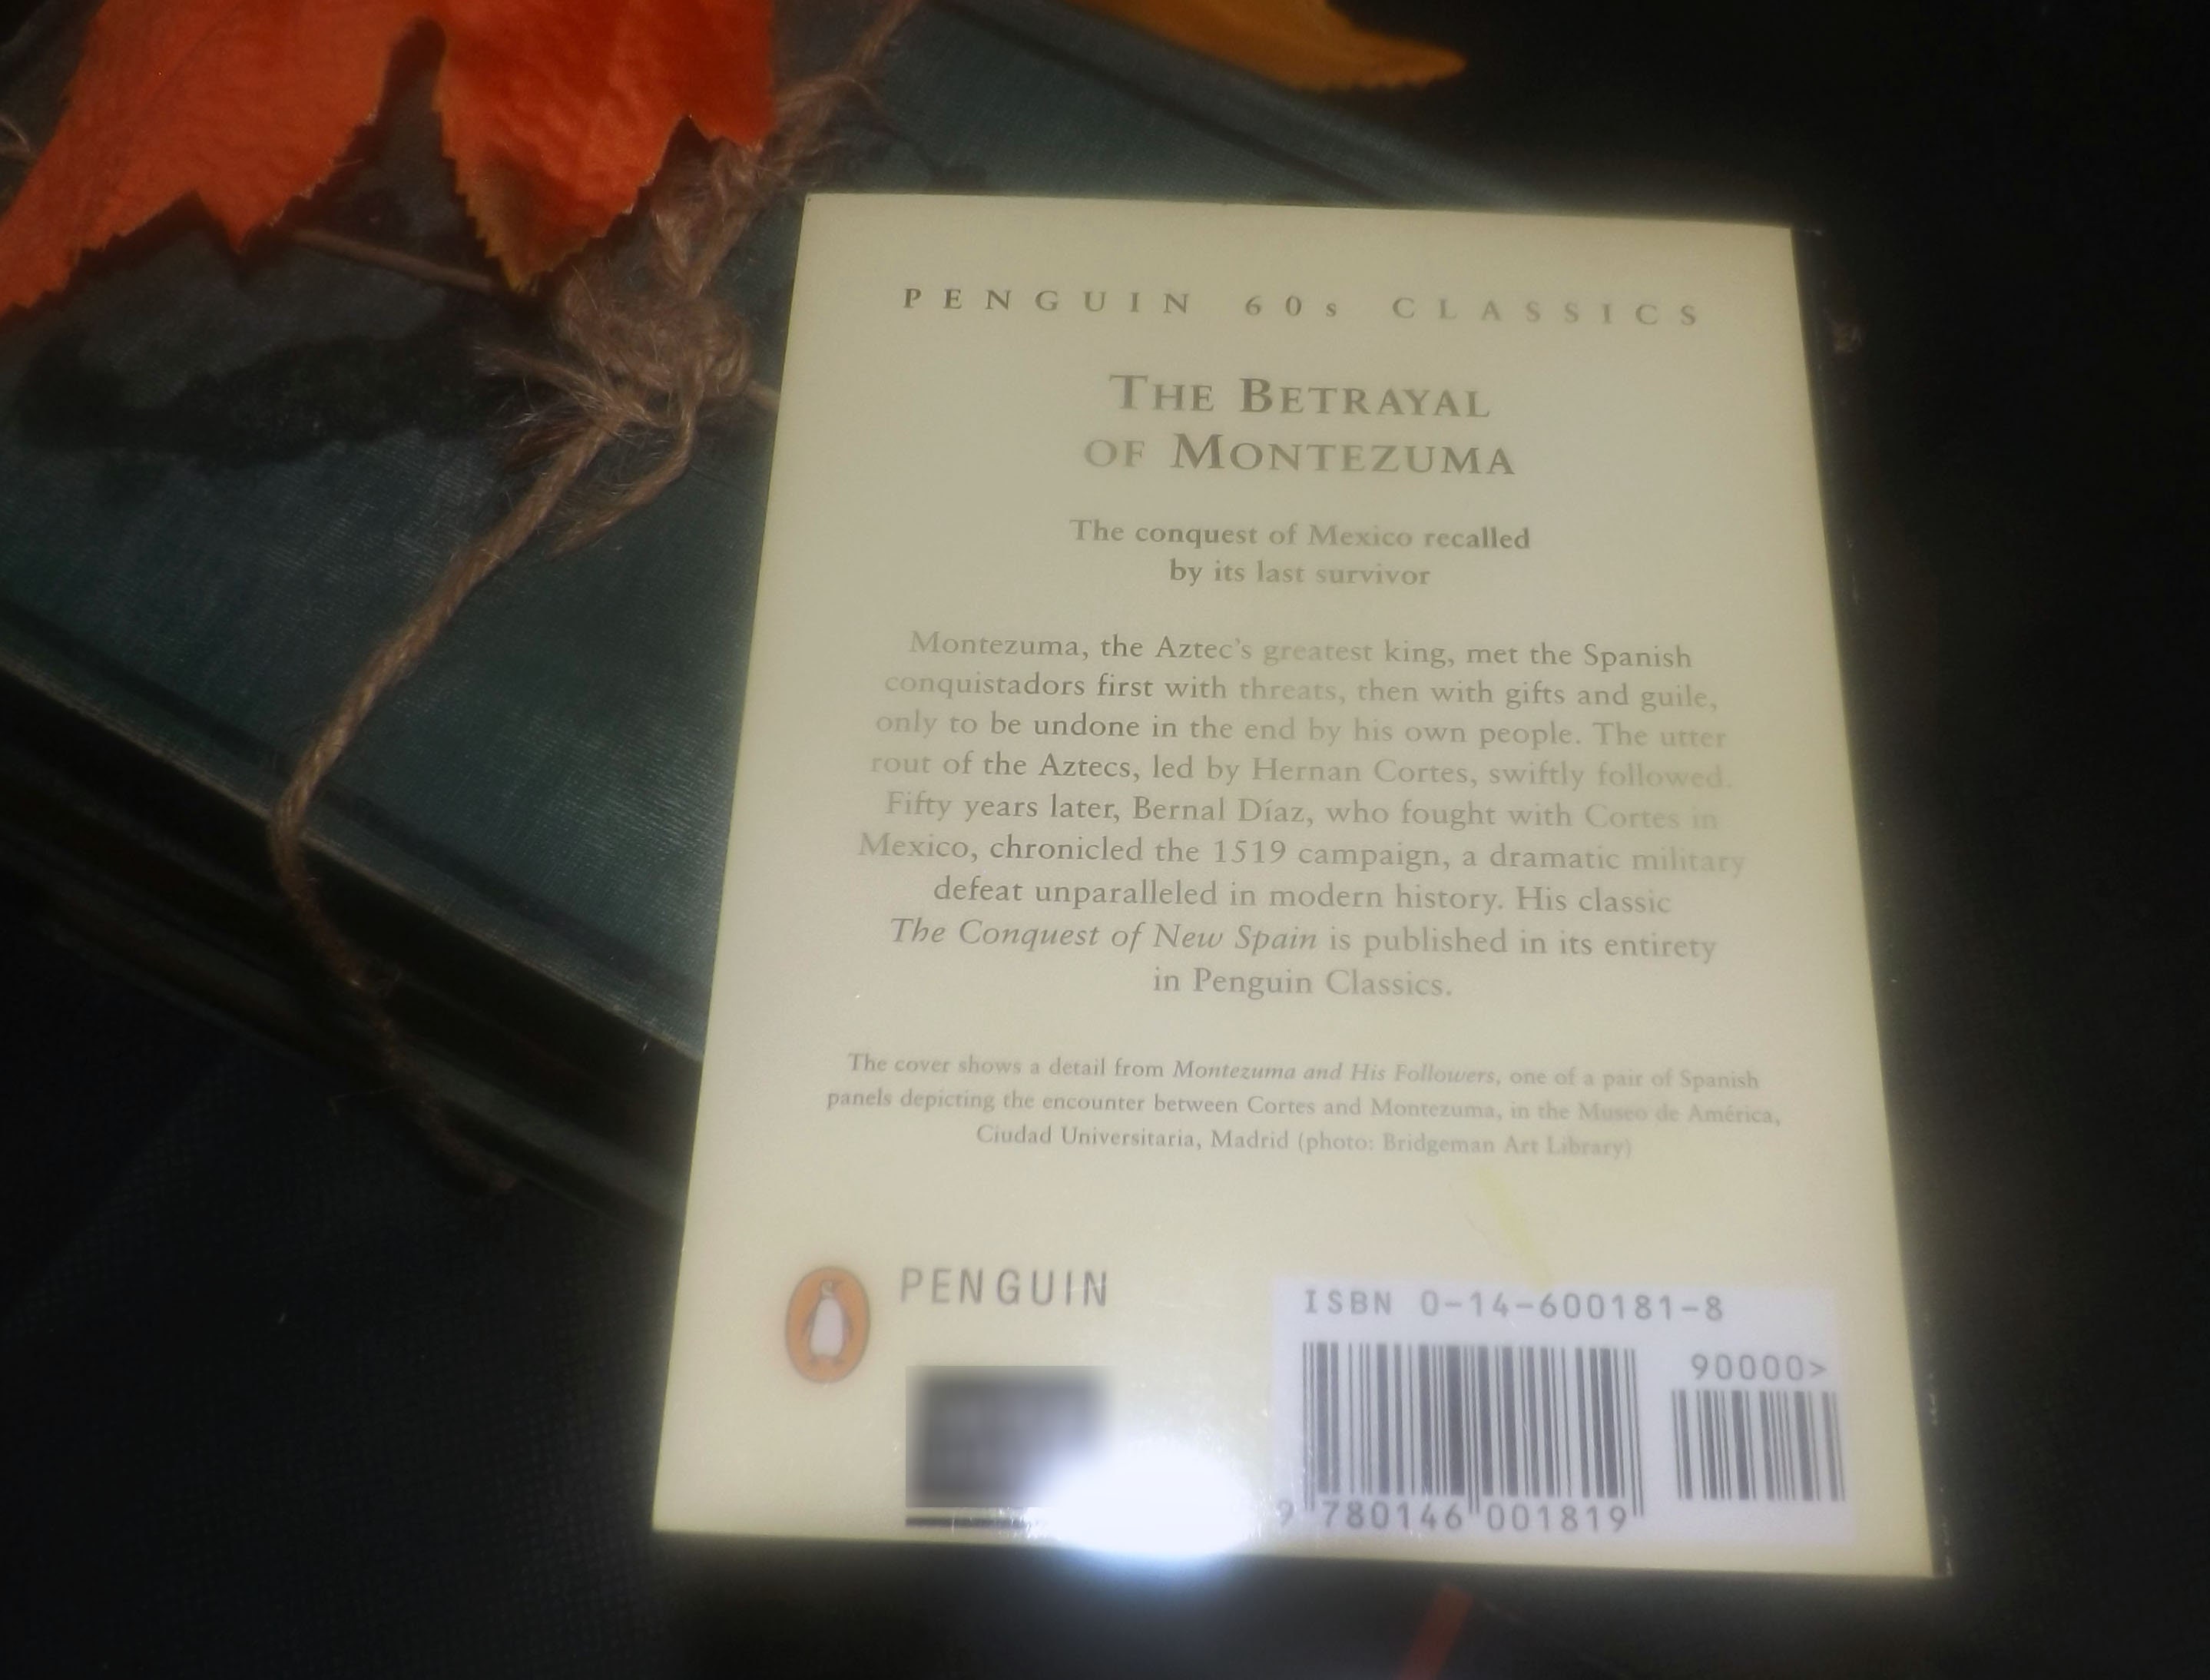 PENGUIN 60s CLASSICS
THE BETRAYAL
OF MONTEZUMA
The conquest of Mexico recalled
by its last survivor
Montezuma, the Aztec's greatest king, met the Spanish
conquistadors first with threats, then with gifts and guile,
only to be undone in the end by his own people. The utter
rout of the Aztecs, led by Hernan Cortes, swiftly followed.
Fifty years later, Bernal Díaz, who fought with Cortes in
Mexico, chronicled the 1519 campaign, a dramatic military
defeat unparalleled in modern history. His classic
The Conquest of New Spain is published in its entirety
in Penguin Classics.
The cover shows a detail from Montezuma and His Followers, one of a pair of Spanish
panels depicting the encounter between Cortes and Montezuma, in the Museo de América,
Ciudad Universitaria, Madrid (photo: Bridgeman Art Library)
PENGUIN
ISBN 0-14-600181-8
90000>
9 780146 001819